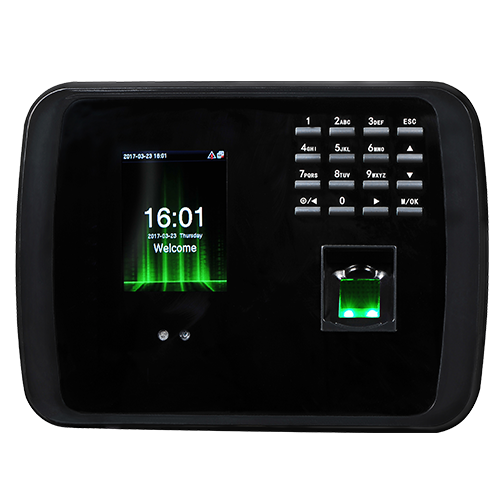 2017-03-23 16:01
16:01
2017-03-23 Thursday
Welcome
1 2ABC 3DEF ESC
4GHI 5JKL 6MNO ▲
7PQRS 8TUV 9WXYZ ▼
⊙/◀ 0 ▶ M/OK